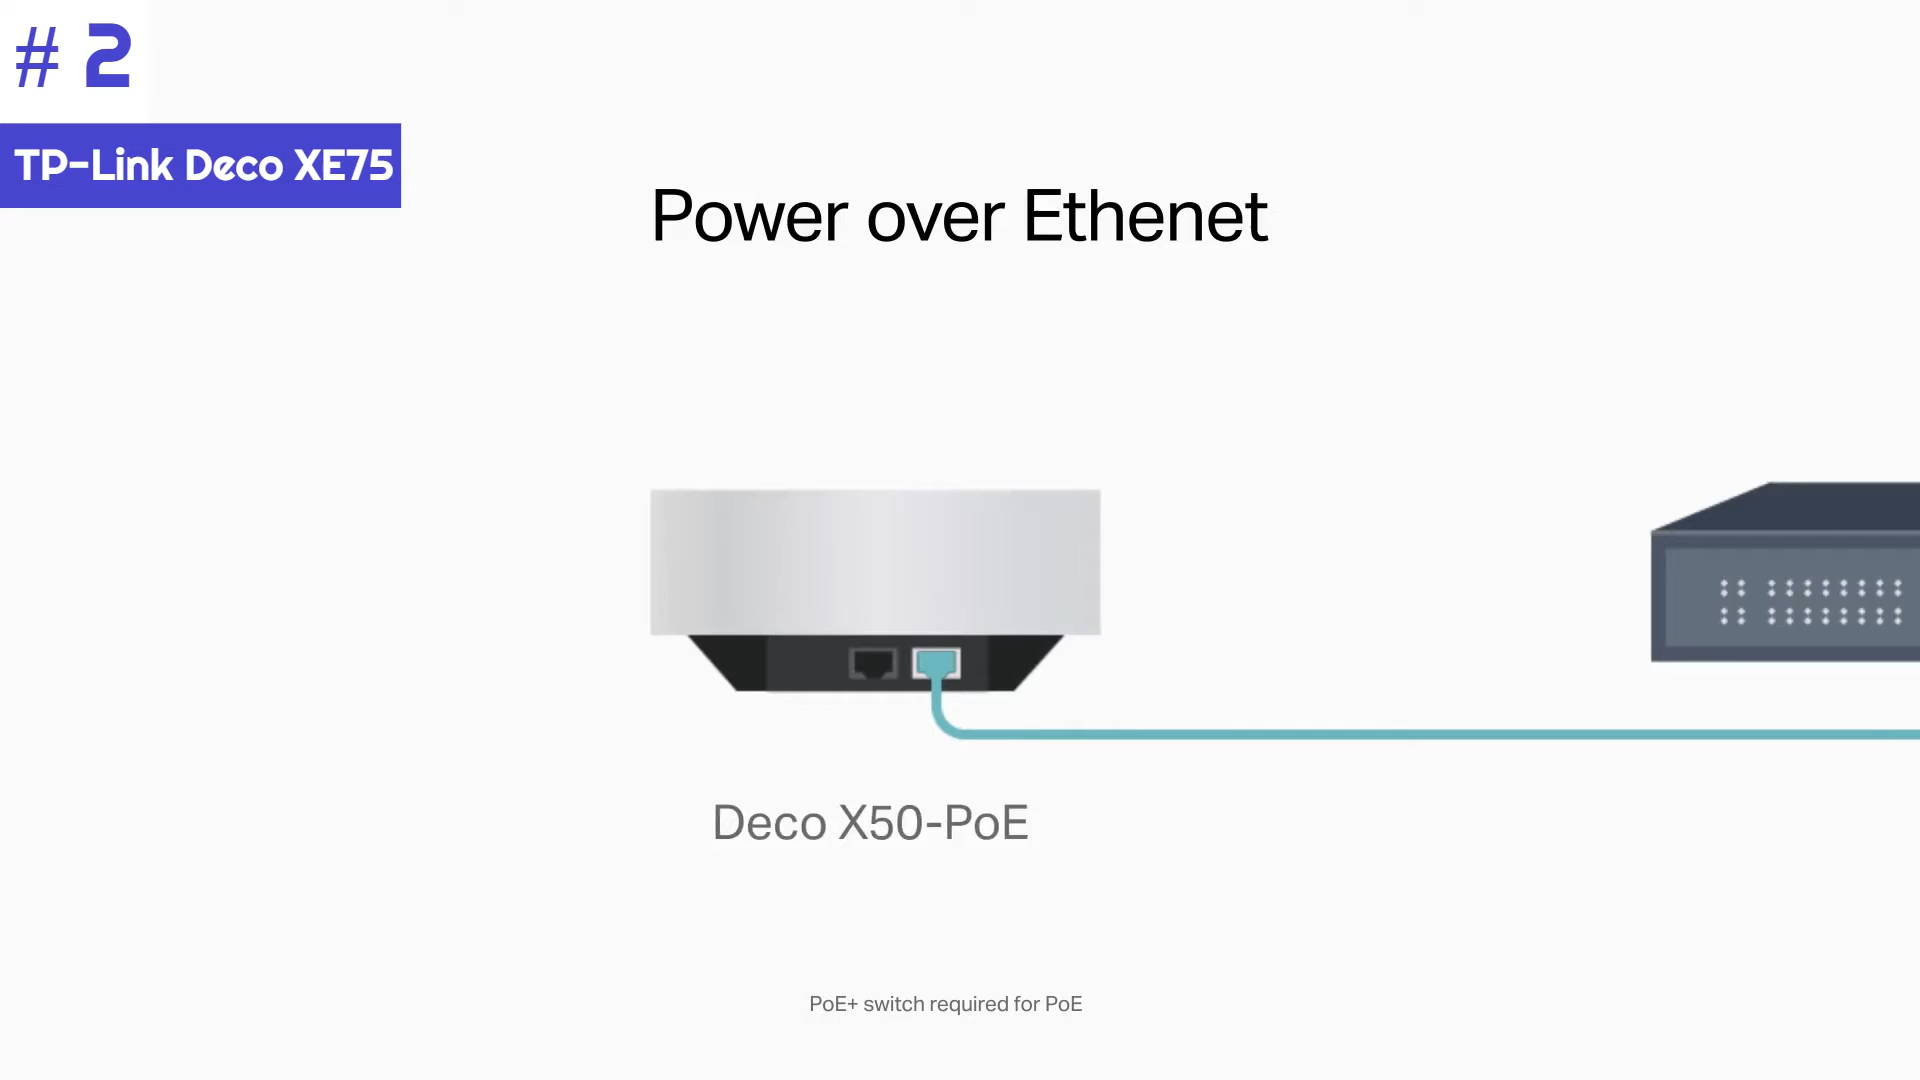 # 2
TP-Link Deco XE75
Power over Ethenet
Deco X50-PoE
PoE+ switch required for PoE